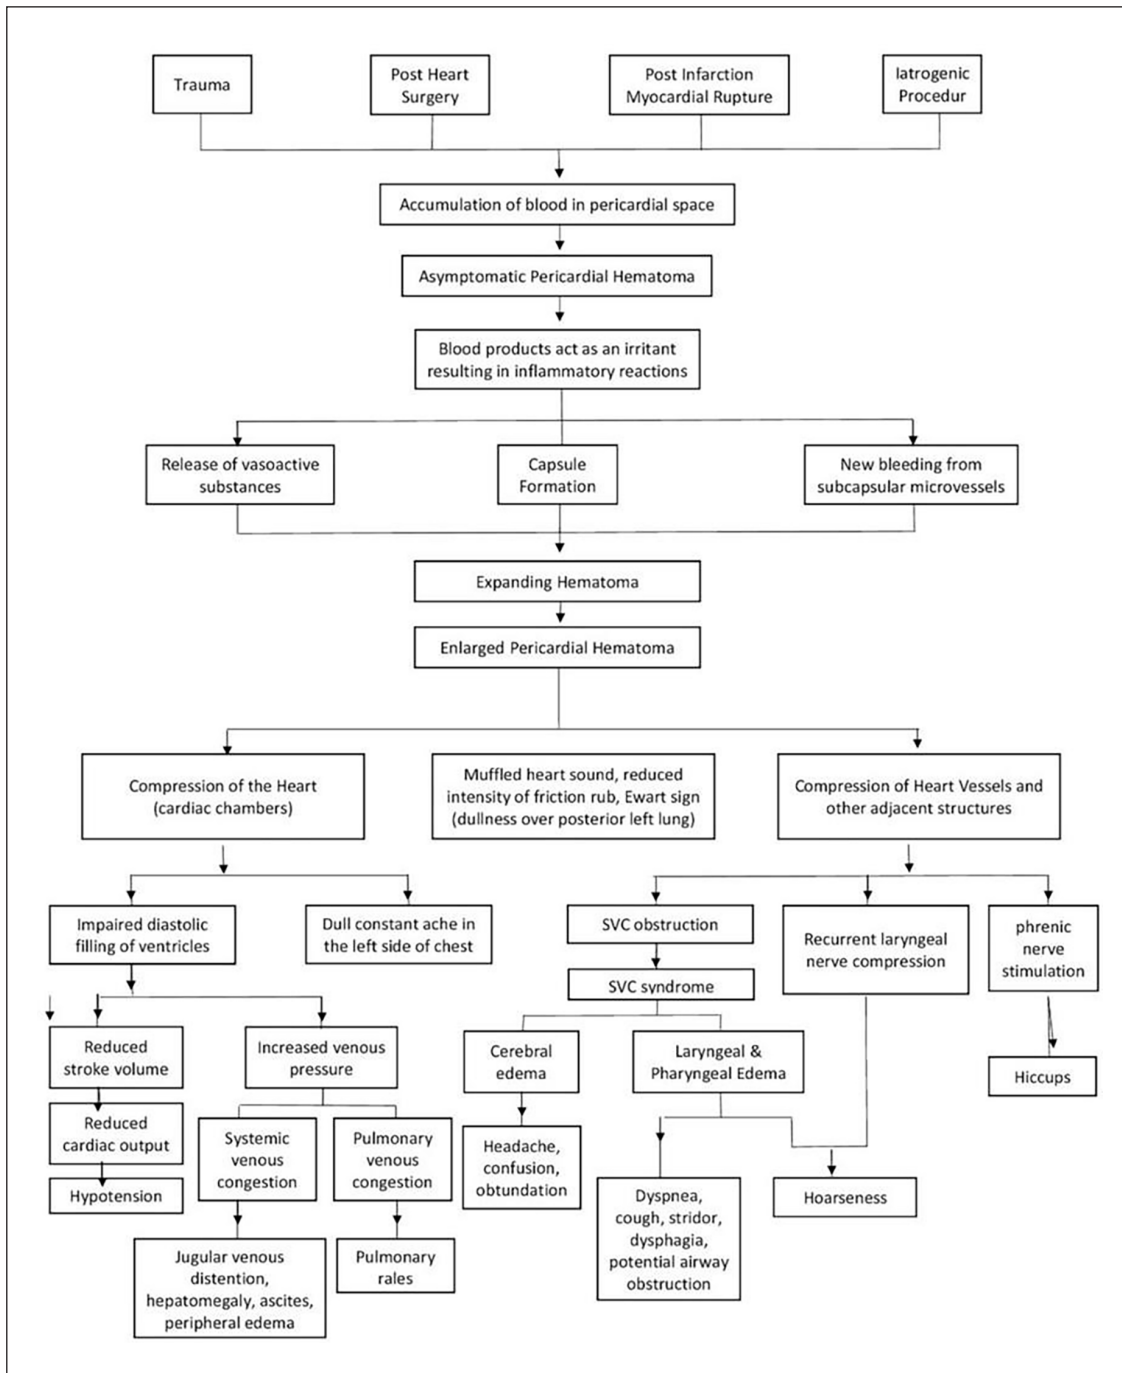 Trauma
Post Heart
Surgery
Post Infarction
Myocardial Rupture
Iatrogenic
Procedur
Accumulation of blood in pericardial space
Asymptomatic Pericardial Hematoma
Blood products act as an irritant
resulting in inflammatory reactions
Release of vasoactive
substances
Capsule
Formation
New bleeding from
subcapsular microvessels
Expanding Hematoma
Enlarged Pericardial Hematoma
Compression of the Heart
(cardiac chambers)
Muffled heart sound, reduced
intensity of friction rub, Ewart sign
(dullness over posterior left lung)
Compression of Heart Vessels and
other adjacent structures
Impaired diastolic
filling of ventricles
Dull constant ache in
the left side of chest
SVC obstruction
Recurrent laryngeal
nerve compression
phrenic
nerve
stimulation
SVC syndrome
Reduced
stroke volume
Increased venous
pressure
Cerebral
edema
Laryngeal &
Pharyngeal Edema
Hiccups
Reduced
cardiac output
Systemic
venous
congestion
Pulmonary
venous
congestion
Headache,
confusion,
obtundation
Hypotension
Dyspnea,
cough, stridor,
dysphagia,
potential airway
obstruction
Hoarseness
Jugular venous
distention,
hepatomegaly, ascites,
peripheral edema
Pulmonary
rales